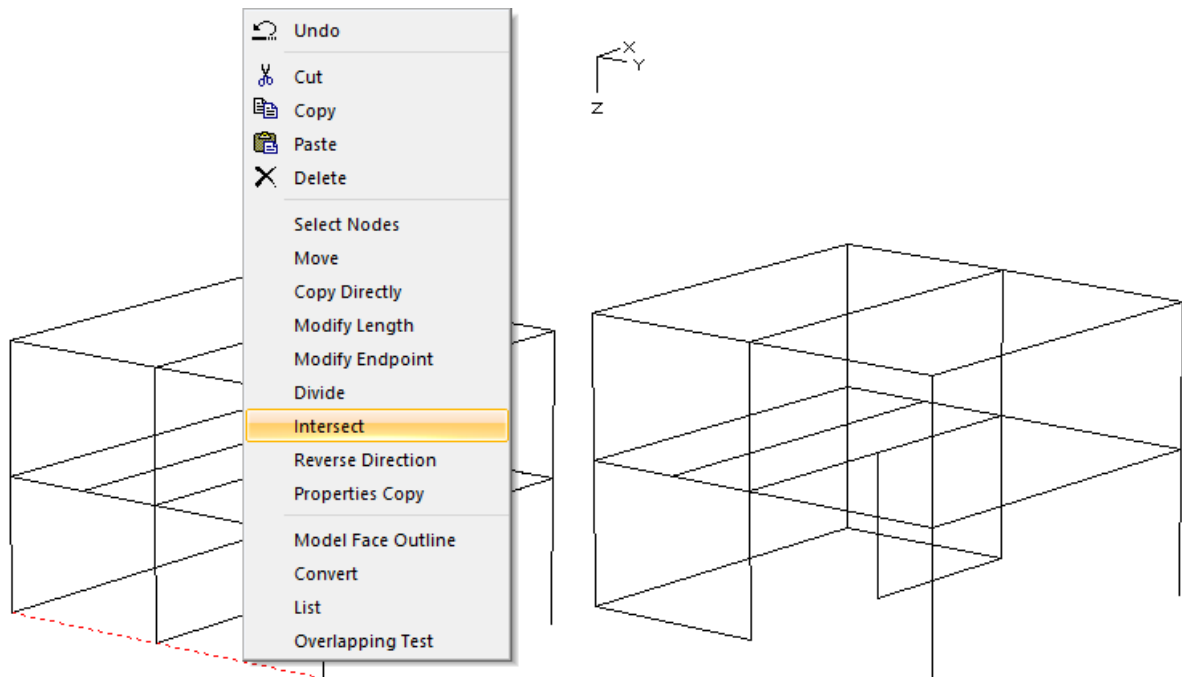 Undo
Cut
Copy
Paste
Delete
Select Nodes
Move
Copy Directly
Modify Length
Modify Endpoint
Divide
Intersect
Reverse Direction
Properties Copy
Model Face Outline
Convert
List
Overlapping Test
X
Y
Z